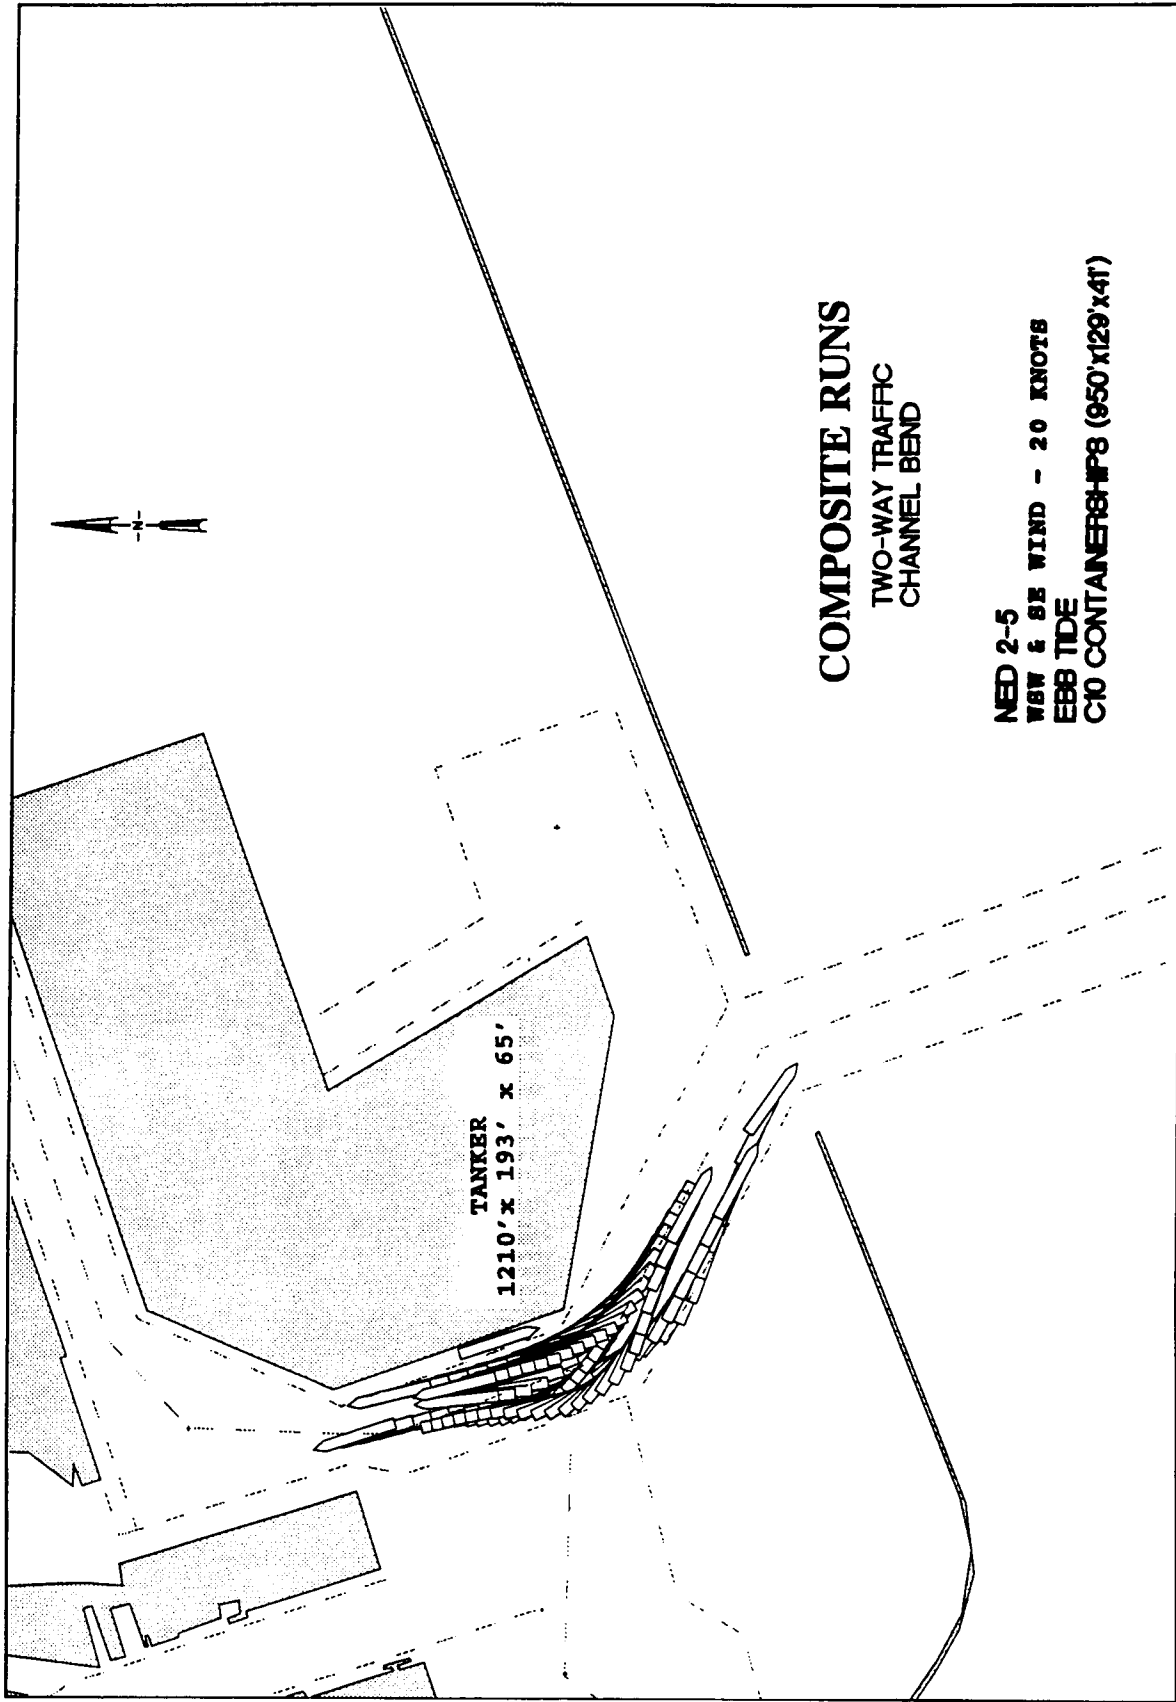 -N-
TANKER
1210'x 193' x 65'
COMPOSITE RUNS
TWO-WAY TRAFFIC
CHANNEL BEND
NED 2-5
WSW & SE WIND - 20 KNOTS
EBB TIDE
C10 CONTAINERSHIPS (950'x129'x41')